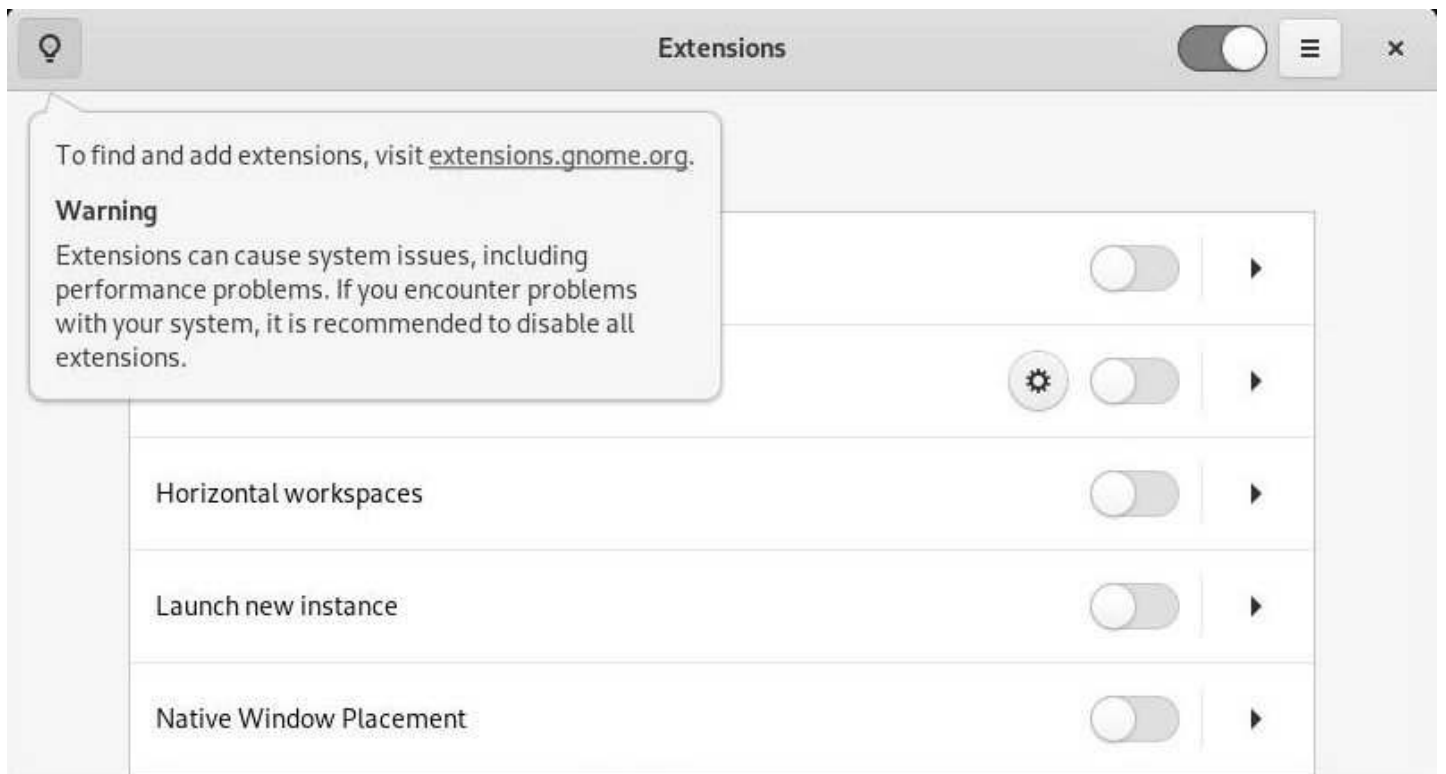 Extensions
To find and add extensions, visit extensions.gnome.org.
Warning
Extensions can cause system issues, including
performance problems. If you encounter problems
with your system, it is recommended to disable all
extensions.
Horizontal workspaces
Launch new instance
Native Window Placement